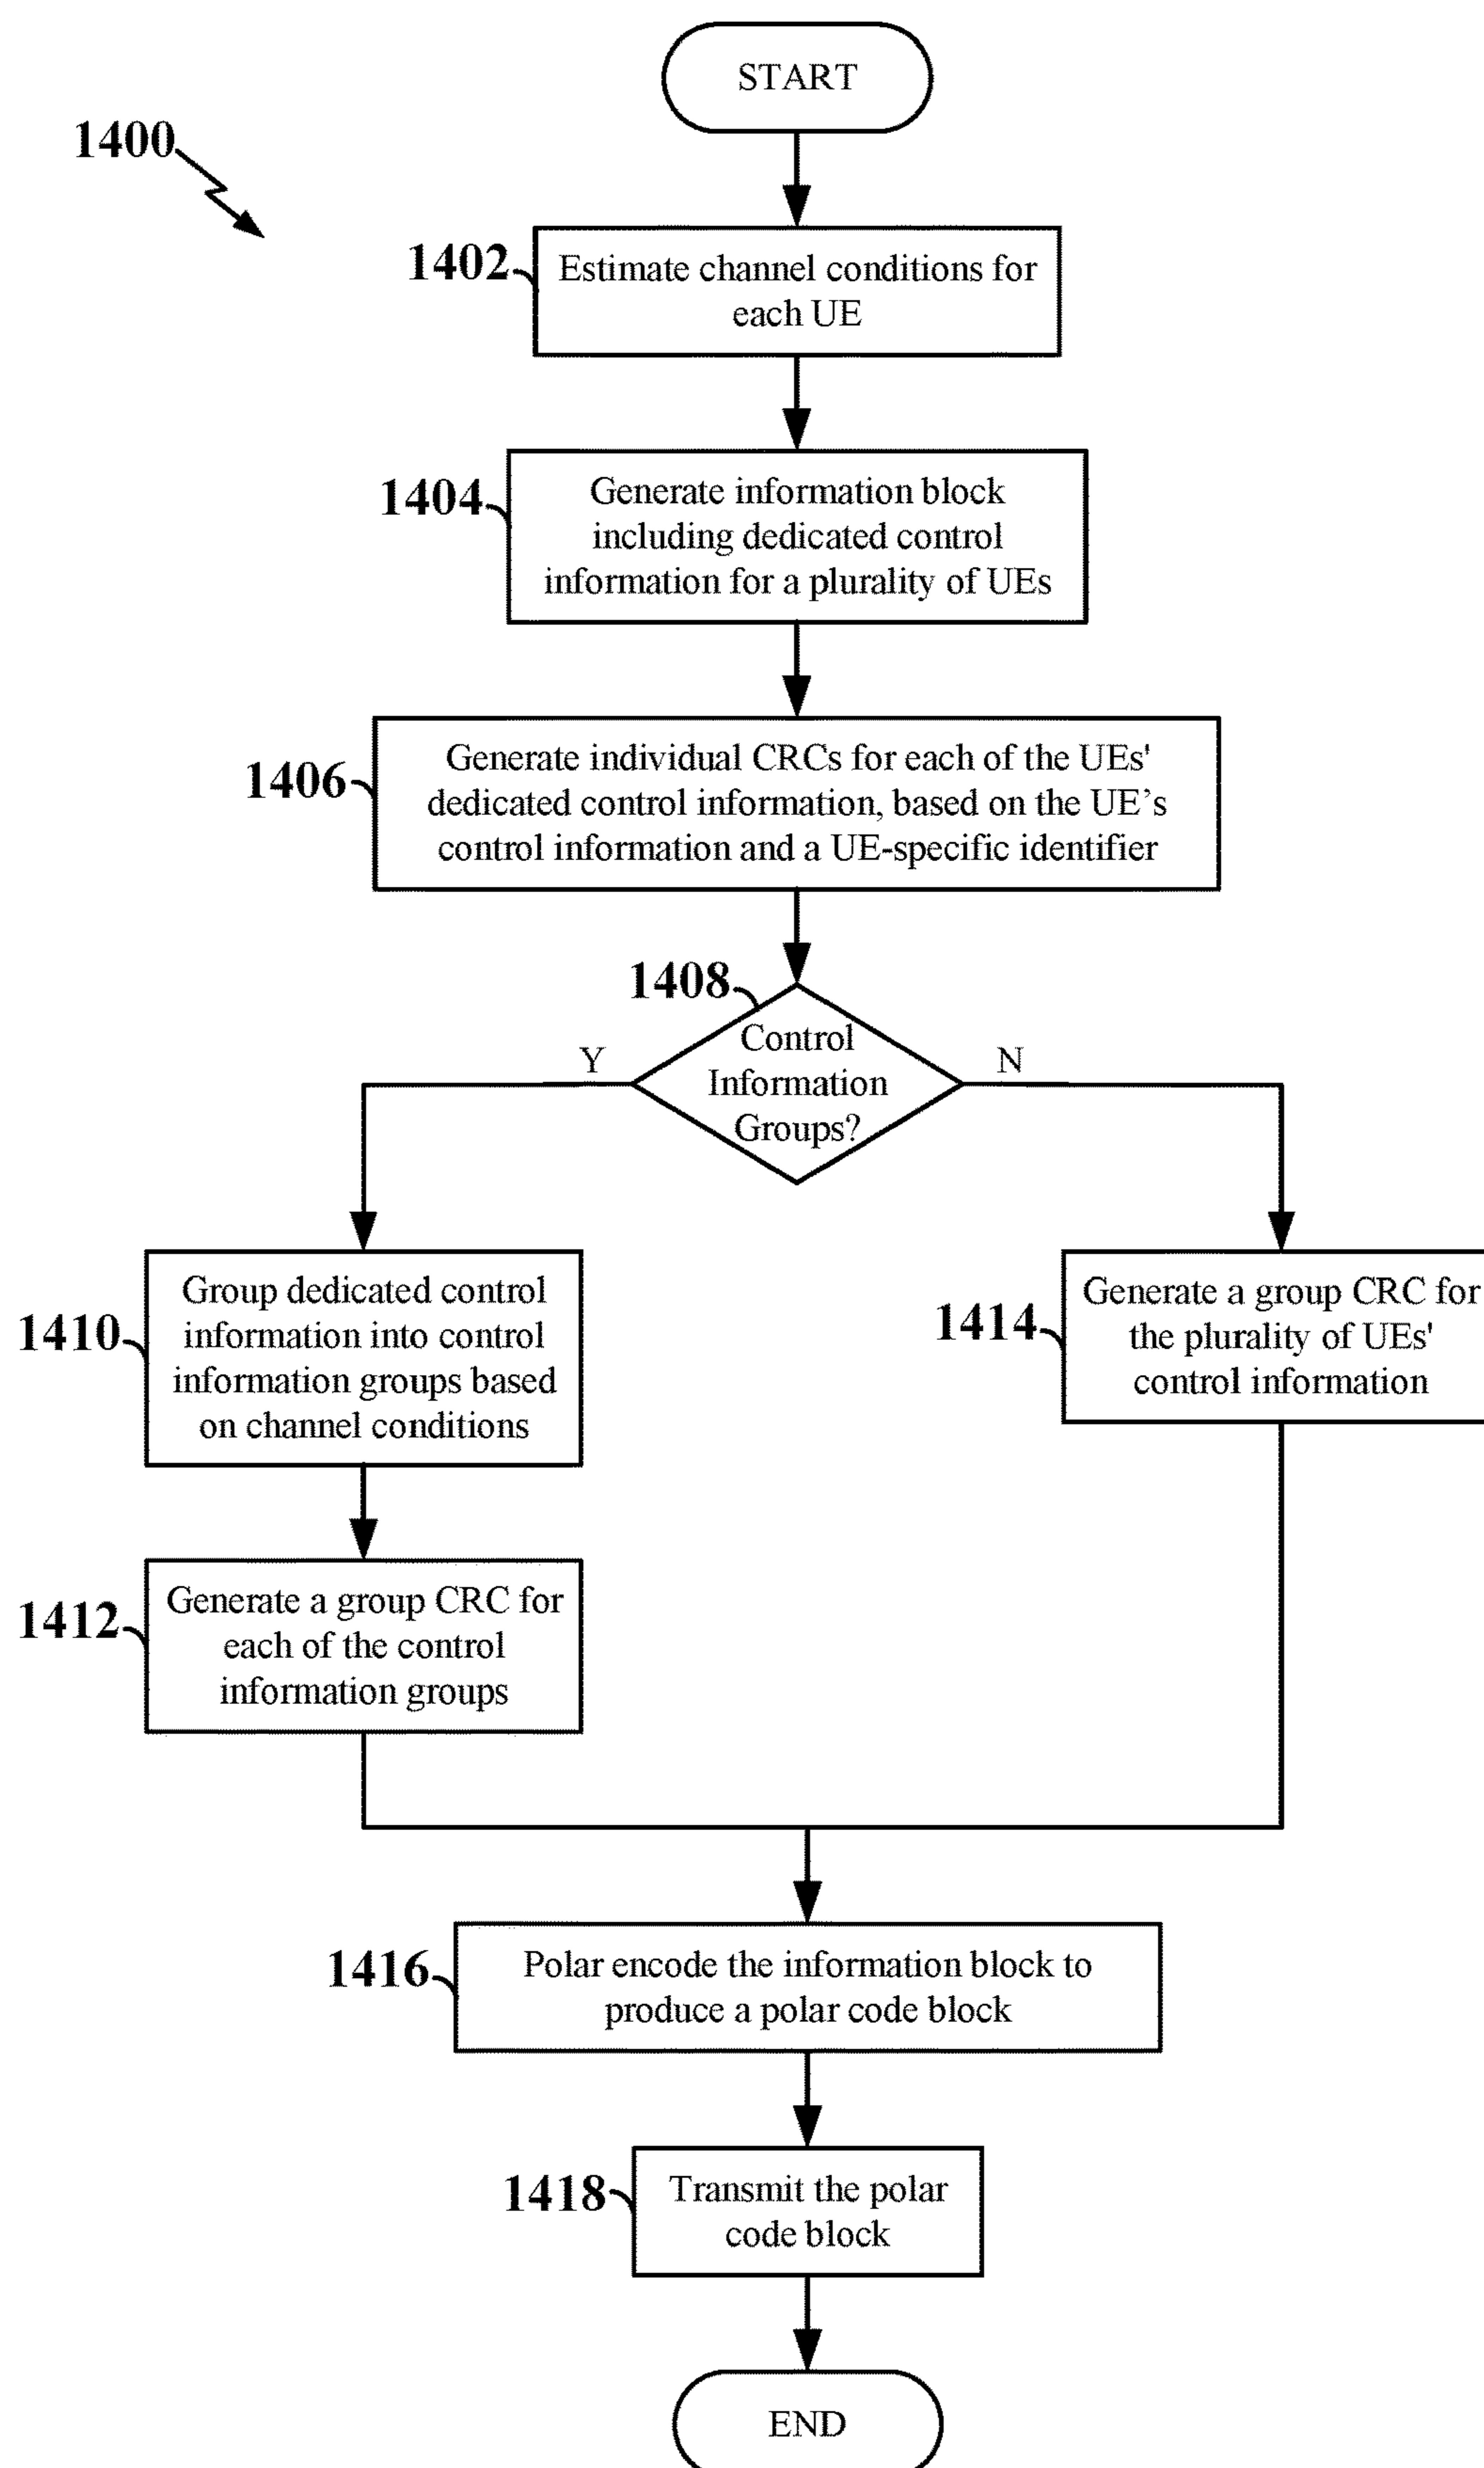 START
1400
1402
Estimate channel conditions for
each UE
1404
Generate information block
including dedicated control
information for a plurality of UEs
1406
Generate individual CRCs for each of the UEs'
dedicated control information, based on the UE’s
control information and a UE-specific identifier
1408
Control
Information
Groups?
Y
N
1410
Group dedicated control
information into control
information groups based
on channel conditions
1414
Generate a group CRC for
the plurality of UEs'
control information
1412
Generate a group CRC for
each of the control
information groups
1416
Polar encode the information block to
produce a polar code block
1418
Transmit the polar
code block
END